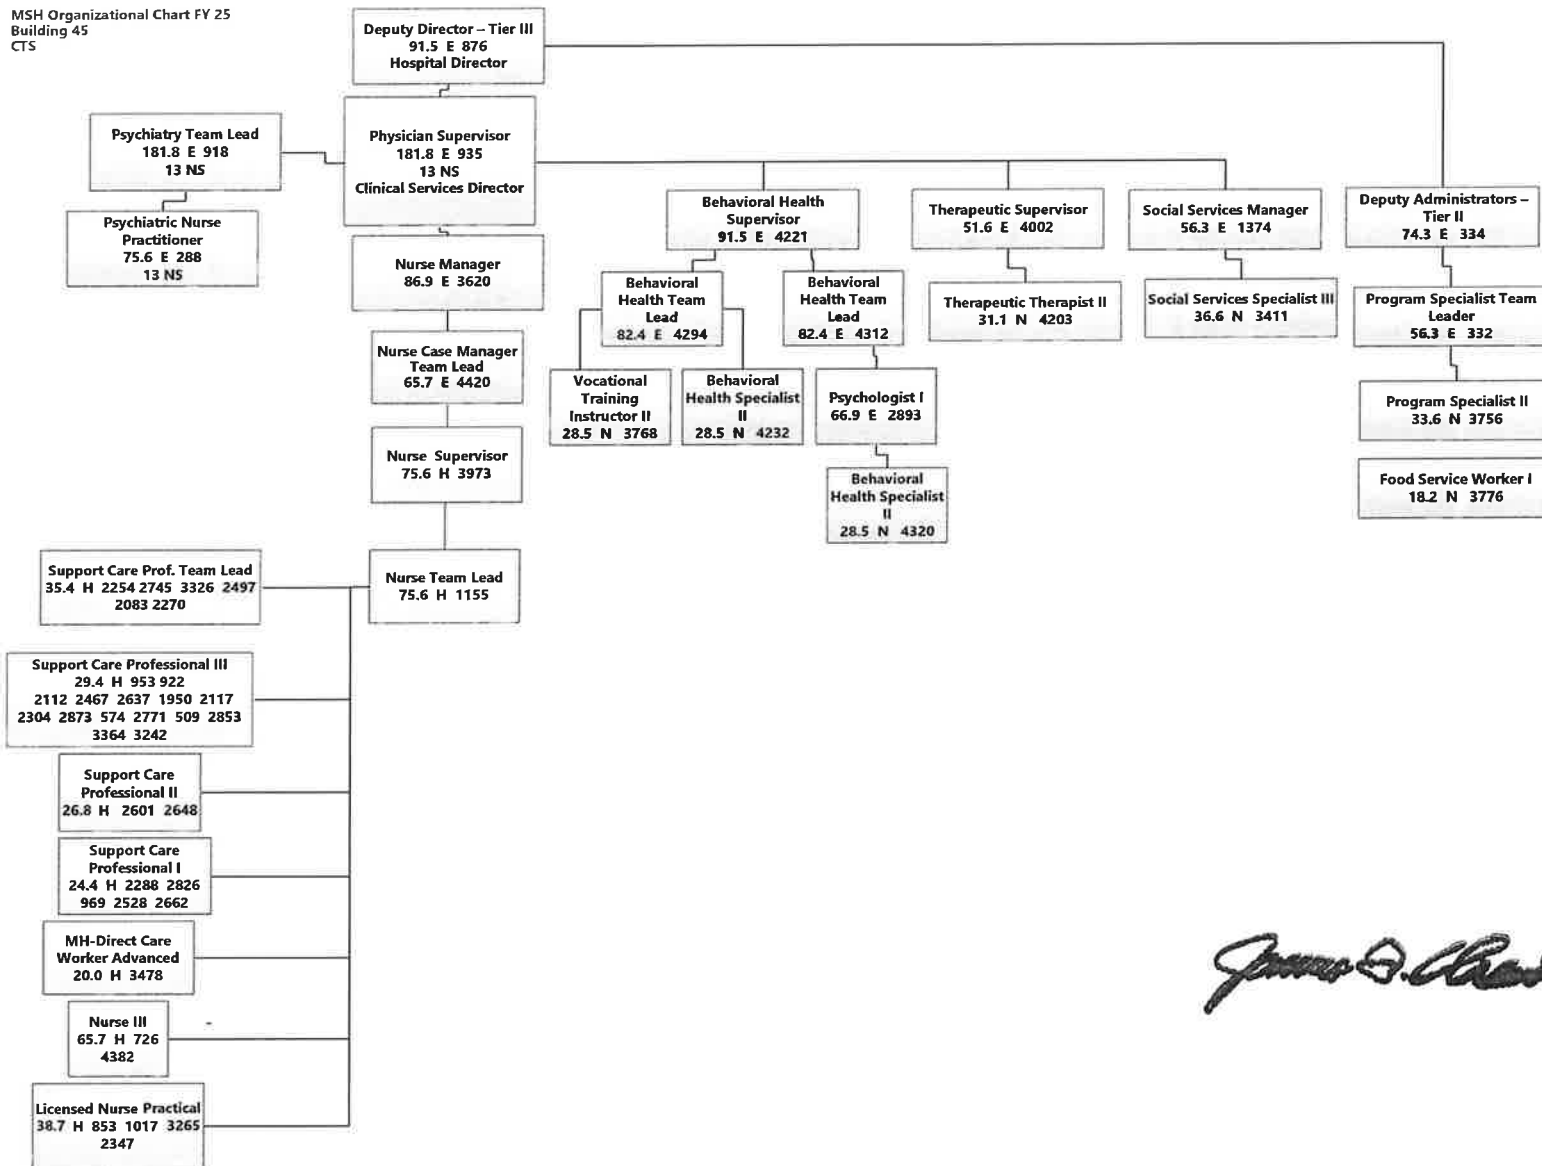 MSH Organizational Chart FY 25
Building 45
CTS
Deputy Director – Tier III
91.5 E 876
Hospital Director
Psychiatry Team Lead
181.8 E 918
13 NS
Physician Supervisor
181.8 E 935
13 NS
Clinical Services Director
Psychiatric Nurse
Practitioner
75.6 E 288
13 NS
Behavioral Health
Supervisor
91.5 E 4221
Therapeutic Supervisor
51.6 E 4002
Social Services Manager
56.3 E 1374
Deputy Administrators –
Tier II
74.3 E 334
Nurse Manager
86.9 E 3620
Behavioral
Health Team
Lead
82.4 E 4294
Behavioral
Health Team
Lead
82.4 E 4312
Therapeutic Therapist II
31.1 N 4203
Social Services Specialist III
36.6 N 3411
Program Specialist Team
Leader
56.3 E 332
Nurse Case Manager
Team Lead
65.7 E 4420
Vocational
Training
Instructor II
28.5 N 3768
Behavioral
Health Specialist
II
28.5 N 4232
Psychologist I
66.9 E 2893
Program Specialist II
33.6 N 3756
Nurse Supervisor
75.6 H 3973
Behavioral
Health Specialist
II
28.5 N 4320
Food Service Worker I
18.2 N 3776
Support Care Prof. Team Lead
35.4 H 2254 2745 3326 2497
2083 2270
Nurse Team Lead
75.6 H 1155
Support Care Professional III
29.4 H 953 922
2112 2467 2637 1950 2117
2304 2873 574 2771 509 2853
3364 3242
Support Care
Professional II
26.8 H 2601 2648
Support Care
Professional I
24.4 H 2288 2826
969 2528 2662
MH-Direct Care
Worker Advanced
20.0 H 3478
Nurse III
65.7 H 726
4382
Licensed Nurse Practical
38.7 H 853 1017 3265
2347